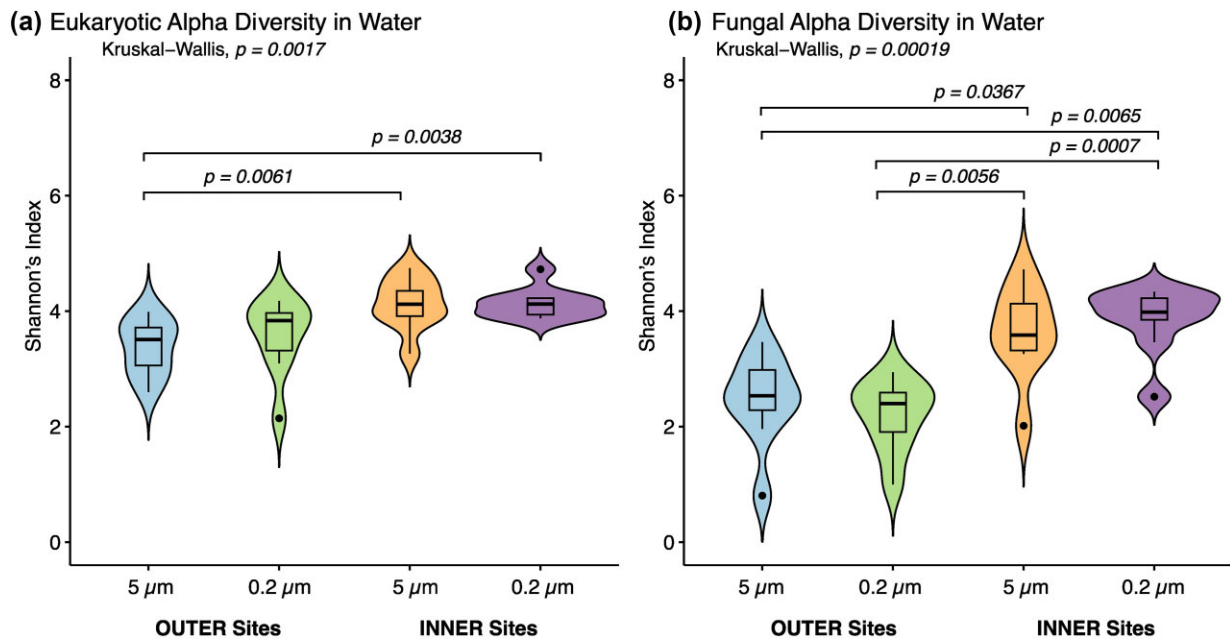 (a) Eukaryotic Alpha Diversity in Water
Kruskal–Wallis, p = 0.0017
Shannon's Index
8
6
4
2
0
p = 0.0038
p = 0.0061
5 µm
0.2 µm
5 µm
0.2 µm
OUTER Sites
INNER Sites
(b) Fungal Alpha Diversity in Water
Kruskal–Wallis, p = 0.00019
Shannon's Index
8
6
4
2
0
p = 0.0367
p = 0.0065
p = 0.0007
p = 0.0056
5 µm
0.2 µm
5 µm
0.2 µm
OUTER Sites
INNER Sites